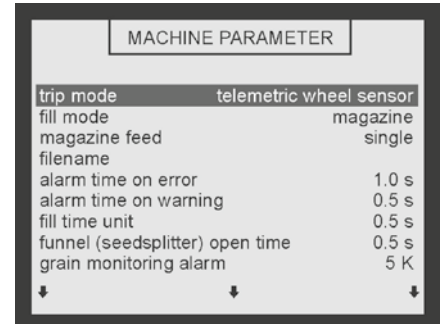 MACHINE PARAMETER
trip mode telemetric wheel sensor
fill mode magazine
magazine feed single
filename
alarm time on error 1.0 s
alarm time on warning 0.5 s
fill time unit 0.5 s
funnel (seedsplitter) open time 0.5 s
grain monitoring alarm 5 K